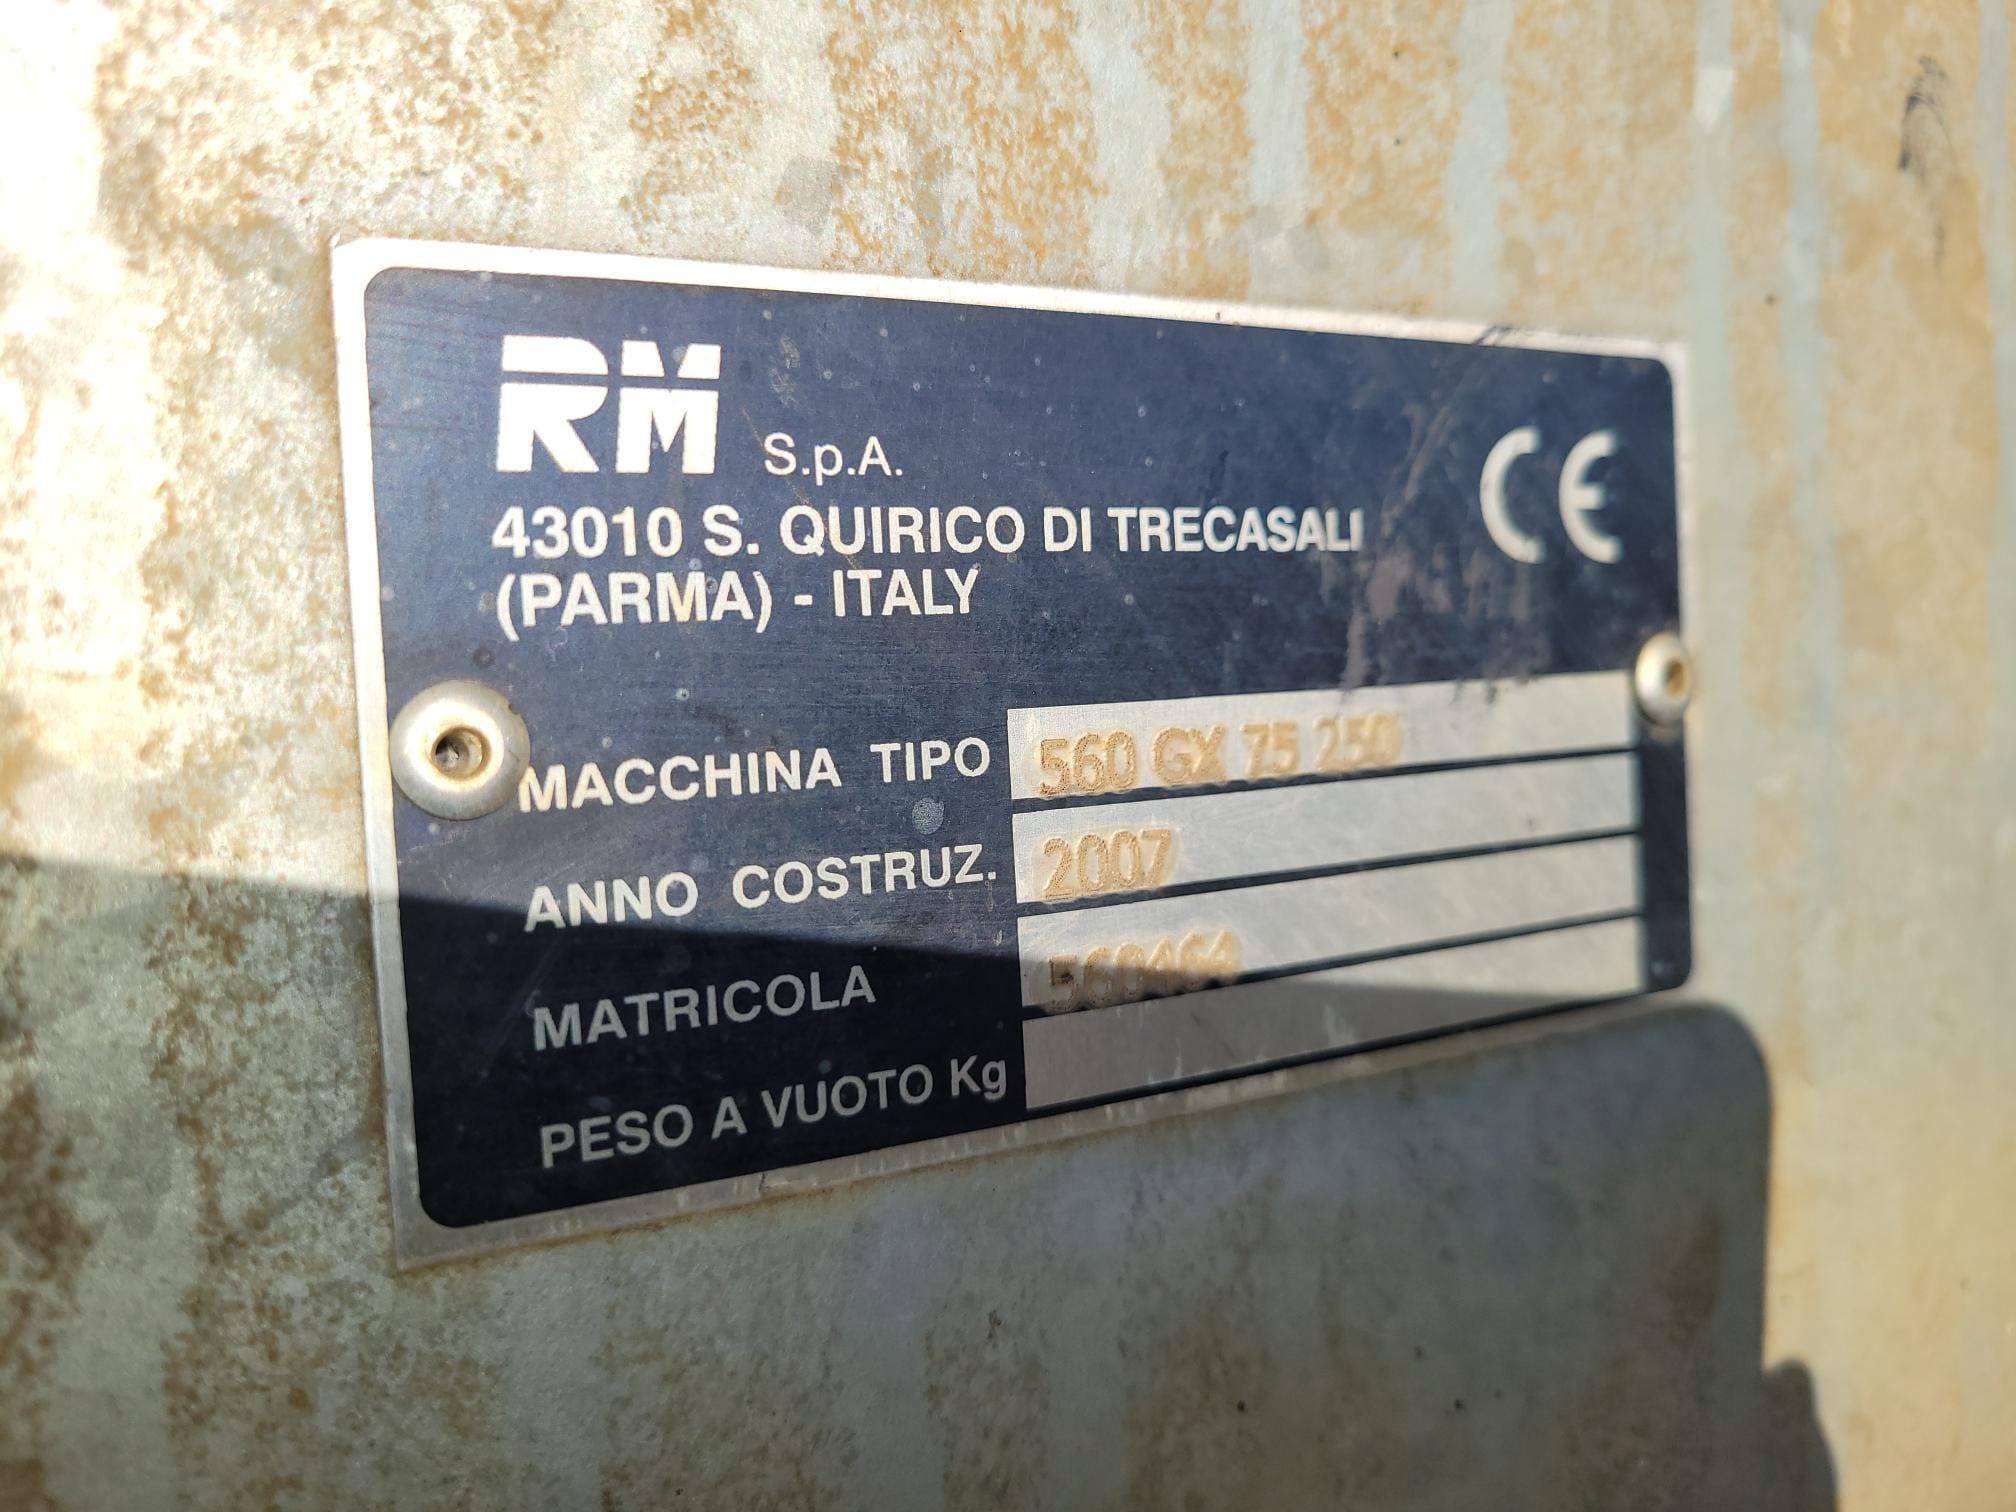 RM S.p.A.
43010 S. QUIRICO DI TRECASALI
(PARMA) - ITALY
CE
MACCHINA TIPO 560 GX 75 250
ANNO COSTRUZ. 2007
MATRICOLA 560464
PESO A VUOTO Kg